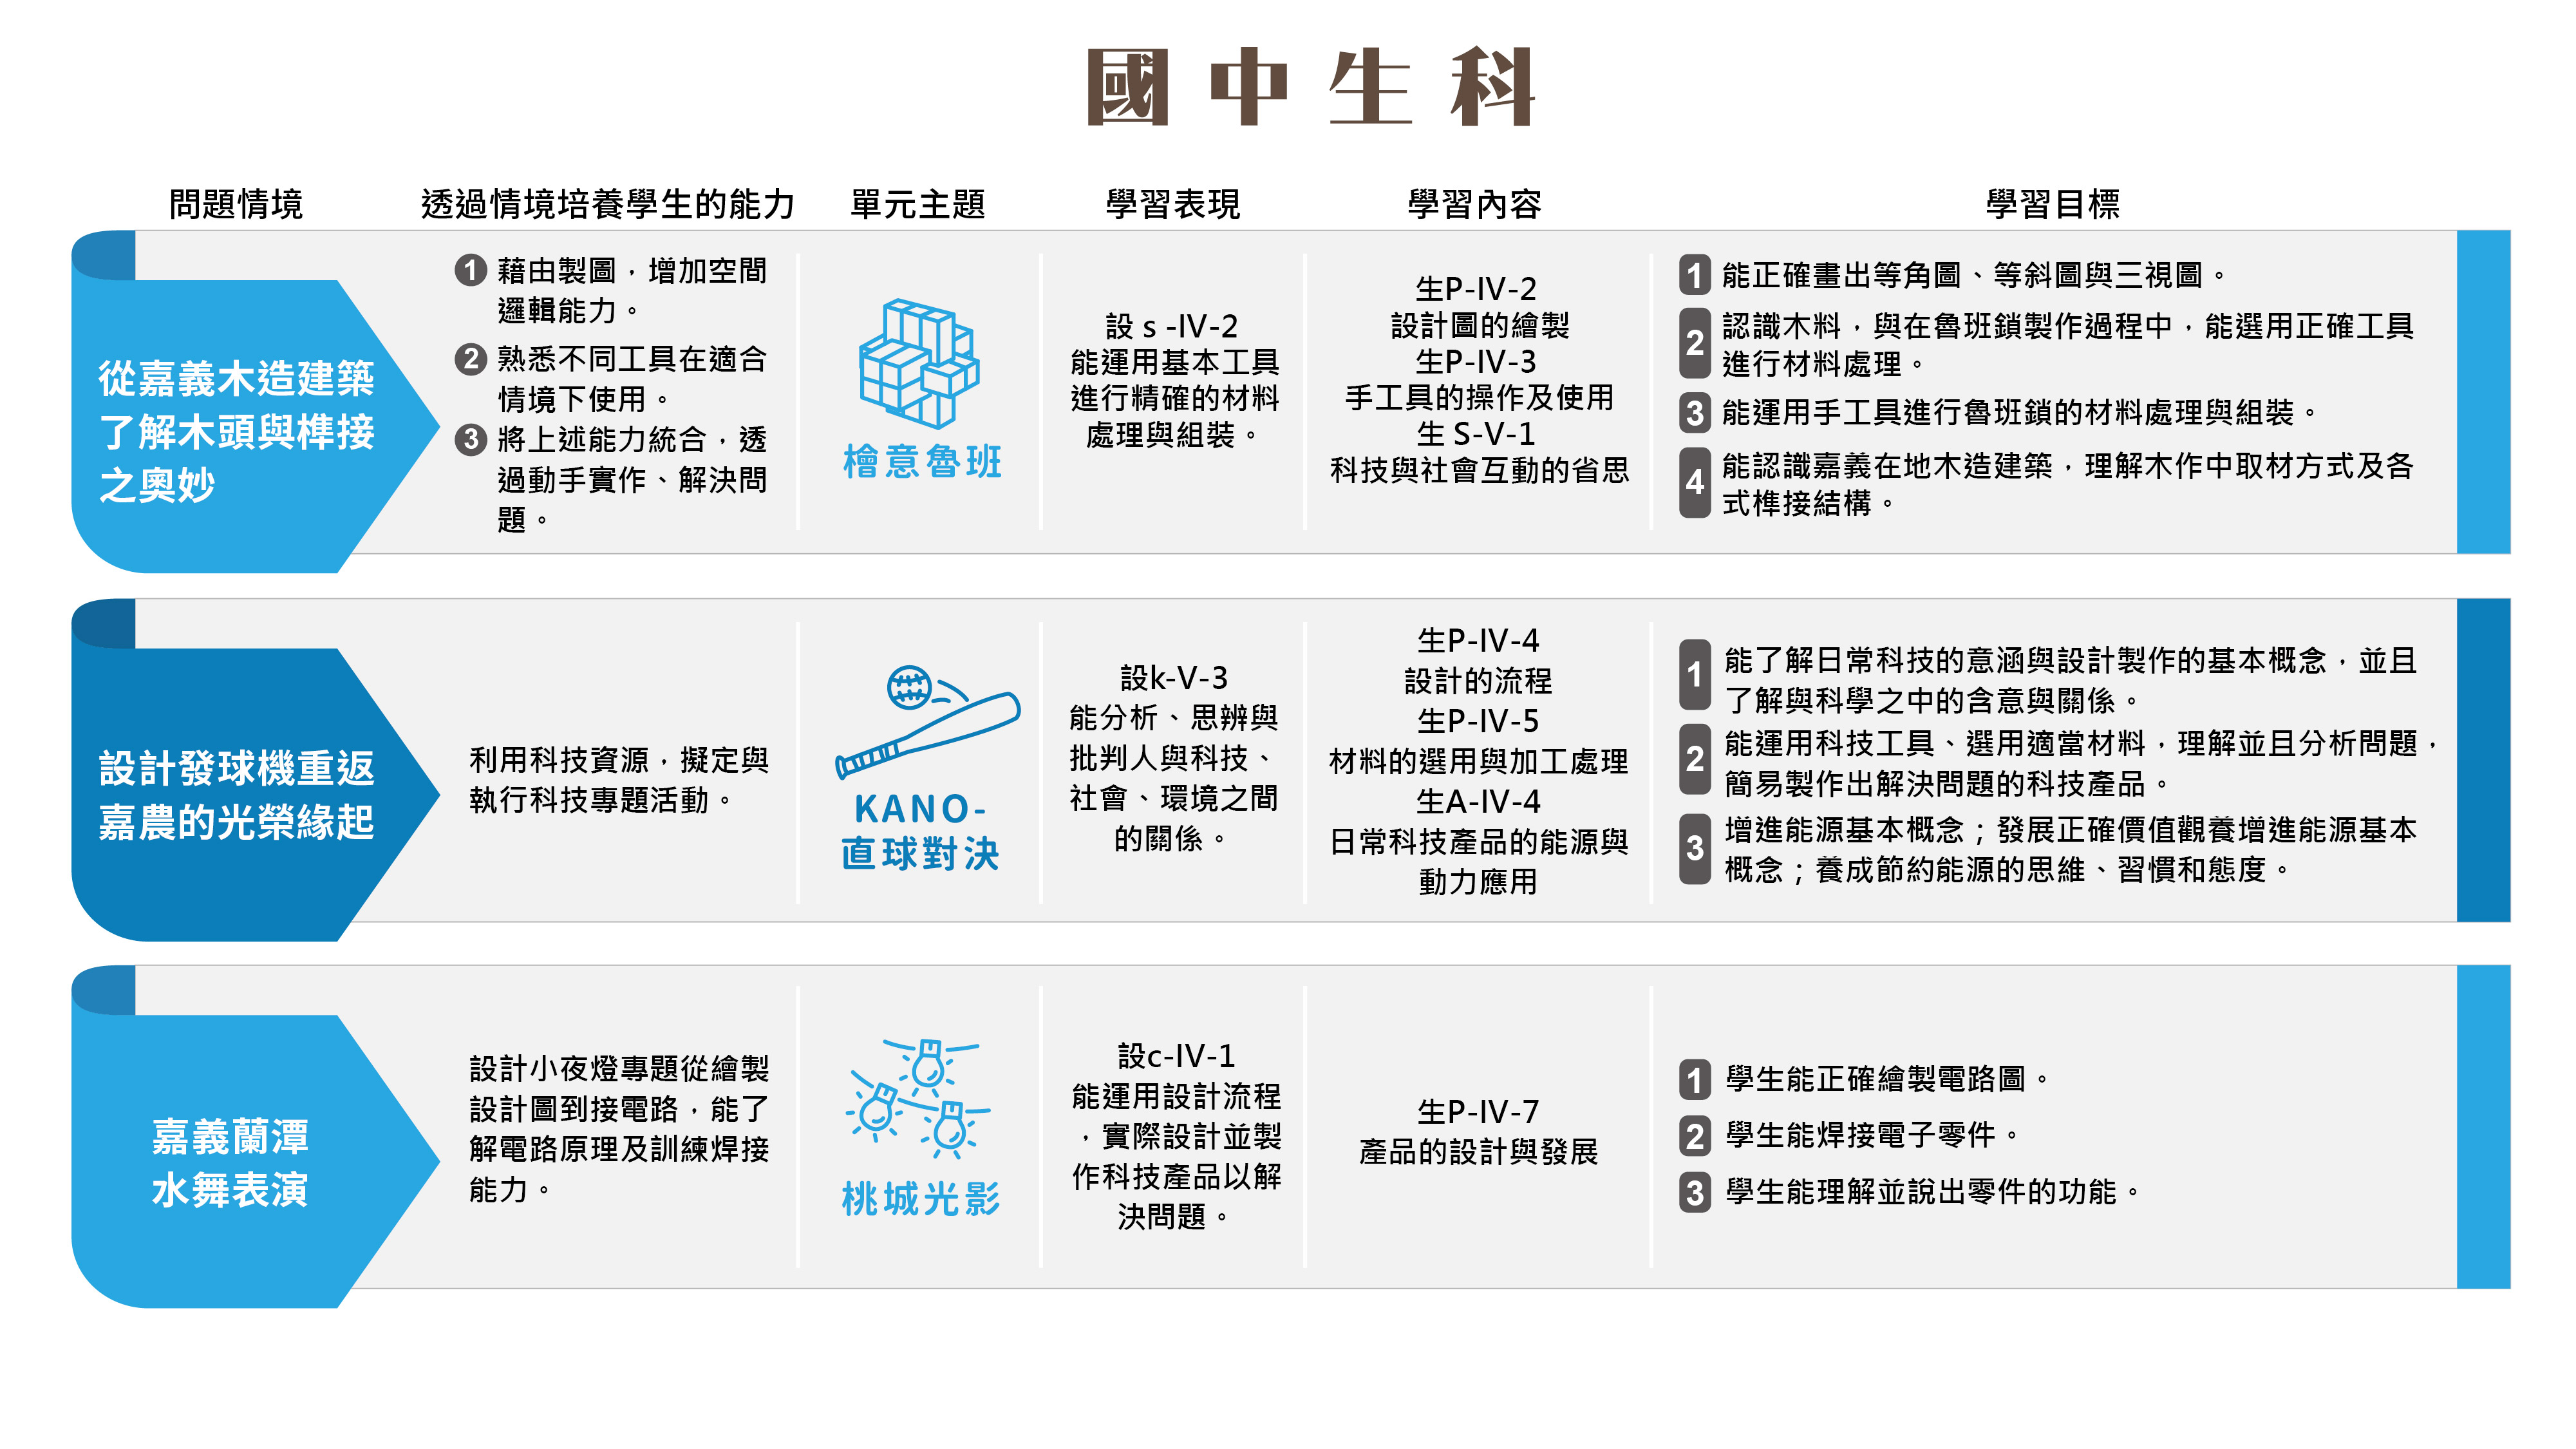 國中生科
問題情境
透過情境培養學生的能力
單元主題
學習表現
學習內容
學習目標
從嘉義木造建築
了解木頭與榫接
之奧妙
1 藉由製圖，增加空間
邏輯能力。
2 熟悉不同工具在適合
情境下使用。
3 將上述能力統合，透
過動手實作、解決問
題。
檜意魯班
設 s -IV-2
能運用基本工具
進行精確的材料
處理與組裝。
生P-IV-2
設計圖的繪製
生P-IV-3
手工具的操作及使用
生 S-V-1
科技與社會互動的省思
1 能正確畫出等角圖、等斜圖與三視圖。
2 認識木料，與在魯班鎖製作過程中，能選用正確工具
進行材料處理。
3 能運用手工具進行魯班鎖的材料處理與組裝。
4 能認識嘉義在地木造建築，理解木作中取材方式及各
式榫接結構。
設計發球機重返
嘉農的光榮緣起
利用科技資源，擬定與
執行科技專題活動。
KANO-
直球對決
設k-V-3
能分析、思辨與
批判人與科技、
社會、環境之間
的關係。
生P-IV-4
設計的流程
生P-IV-5
材料的選用與加工處理
生A-IV-4
日常科技產品的能源與
動力應用
1 能了解日常科技的意涵與設計製作的基本概念，並且
了解與科學之中的含意與關係。
2 能運用科技工具、選用適當材料，理解並且分析問題，
簡易製作出解決問題的科技產品。
3 增進能源基本概念；發展正確價值觀養增進能源基本
概念；養成節約能源的思維、習慣和態度。
嘉義蘭潭
水舞表演
設計小夜燈專題從繪製
設計圖到接電路，能了
解電路原理及訓練焊接
能力。
桃城光影
設c-IV-1
能運用設計流程
，實際設計並製
作科技產品以解
決問題。
生P-IV-7
產品的設計與發展
1 學生能正確繪製電路圖。
2 學生能焊接電子零件。
3 學生能理解並說出零件的功能。